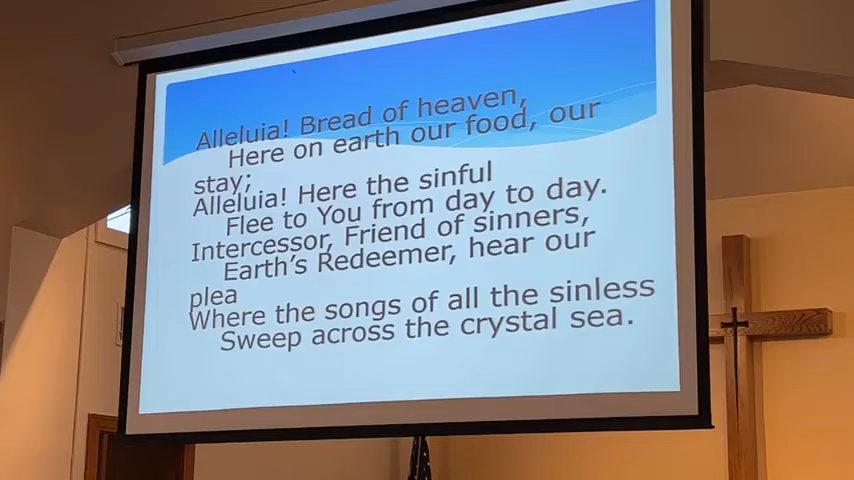 Alleluia! Bread of heaven,
Here on earth our food, our
stay;
Alleluia! Here the sinful
Flee to You from day to day.
Intercessor, Friend of sinners,
Earth's Redeemer, hear our
plea
Where the songs of all the sinless
Sweep across the crystal sea.